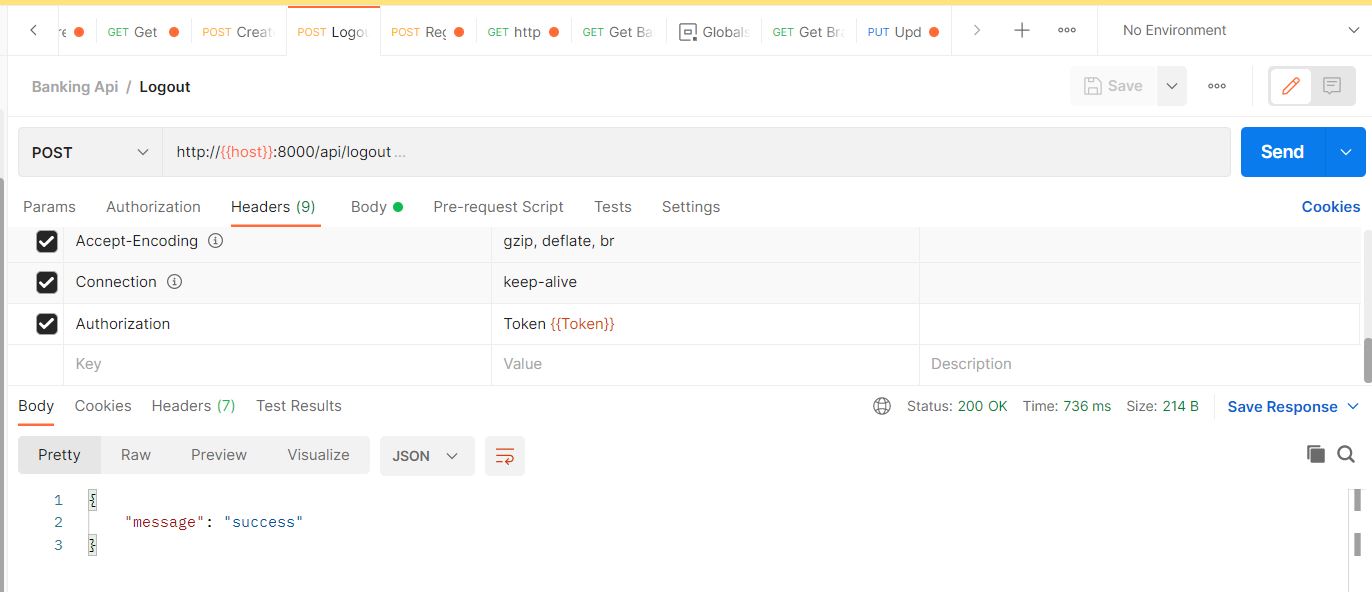 re GET Get POST Creat POST Logo POST Reg GET http GET Get Ba Globals GET Get Bra PUT Upd No Environment
Banking Api / Logout Save
POST http://{{host}}:8000/api/logout ... Send
Params Authorization Headers (9) Body Pre-request Script Tests Settings Cookies
Accept-Encoding gzip, deflate, br
Connection keep-alive
Authorization Token {{Token}}
Key Value Description
Body Cookies Headers (7) Test Results Status: 200 OK Time: 736 ms Size: 214 B Save Response
Pretty Raw Preview Visualize JSON
1 {
2 "message": "success"
3 }